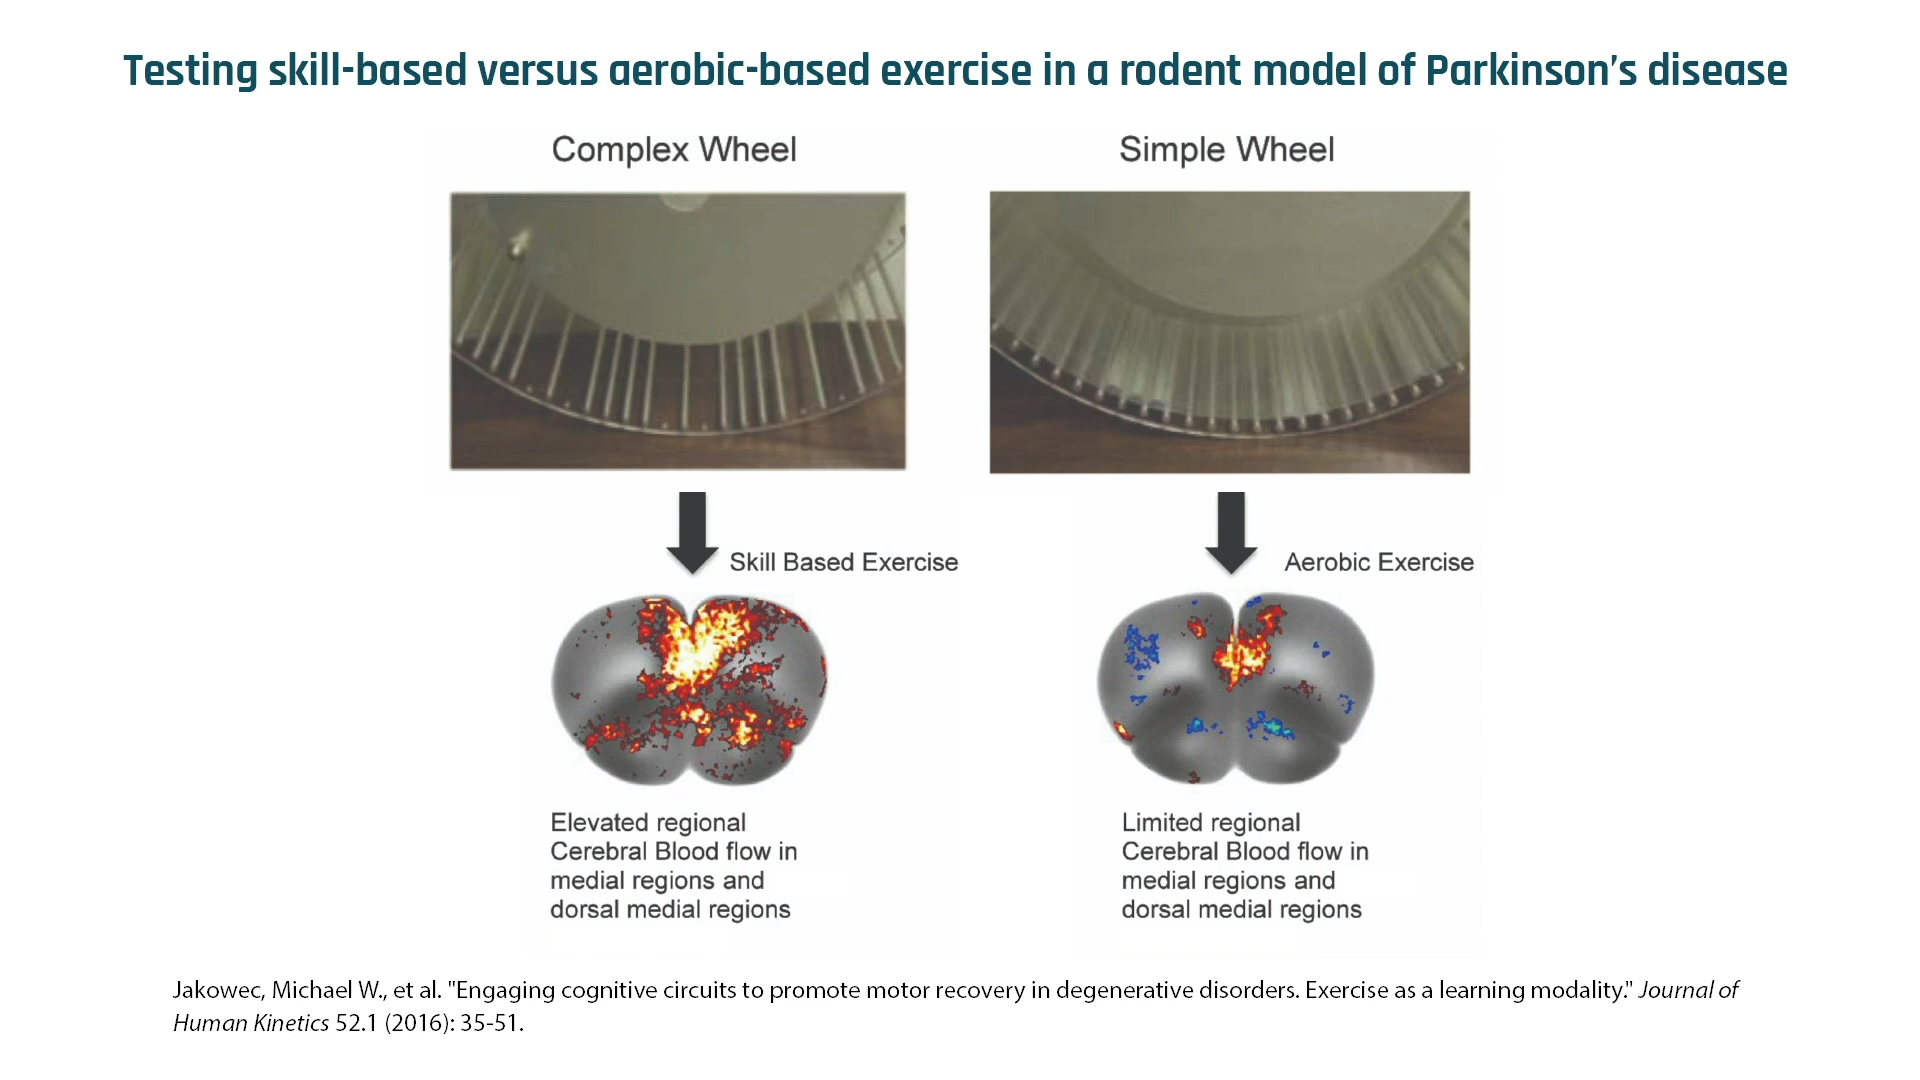 Testing skill-based versus aerobic-based exercise in a rodent model of Parkinson's disease
Complex Wheel
Simple Wheel
Skill Based Exercise
Aerobic Exercise
Elevated regional
Cerebral Blood flow in
medial regions and
dorsal medial regions
Limited regional
Cerebral Blood flow in
medial regions and
dorsal medial regions
Jakowec, Michael W., et al. "Engaging cognitive circuits to promote motor recovery in degenerative disorders. Exercise as a learning modality." Journal of
Human Kinetics 52.1 (2016): 35-51.